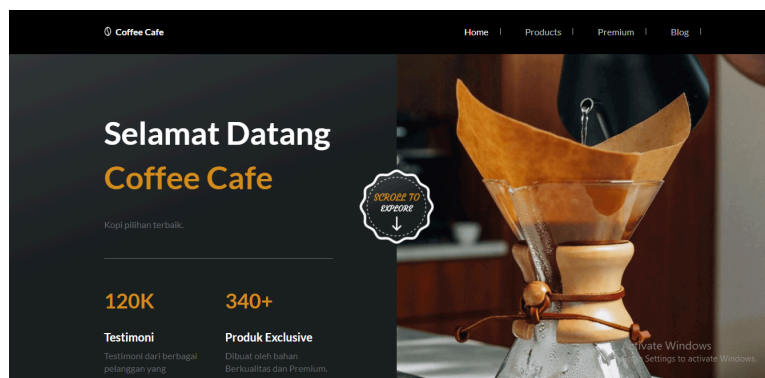 Coffee Cafe
Home | Products | Premium | Blog |
Selamat Datang
Coffee Cafe
Kopi pilihan terbaik.
SCROLL TO
EXPLORE
120K
340+
Testimoni
Produk Exclusive
Testimoni dari berbagai
pelanggan yang
Dibuat oleh bahan
Berkualitas dan Premium.
Activate Windows
Go to Settings to activate Windows.